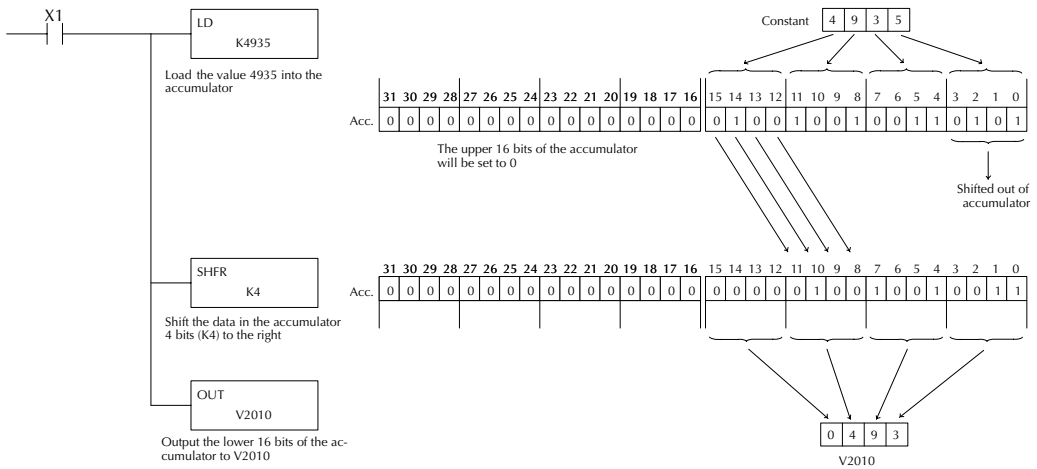 X1
LD
K4935
Load the value 4935 into the
accumulator
Constant 4 9 3 5
31 30 29 28 27 26 25 24 23 22 21 20 19 18 17 16 15 14 13 12 11 10 9 8 7 6 5 4 3 2 1 0
Acc. 0 0 0 0 0 0 0 0 0 0 0 0 0 0 0 0 0 1 0 0 1 0 0 1 0 0 1 1 0 1 0 1
The upper 16 bits of the accumulator
will be set to 0
Shifted out of
accumulator
SHFR
K4
Shift the data in the accumulator
4 bits (K4) to the right
31 30 29 28 27 26 25 24 23 22 21 20 19 18 17 16 15 14 13 12 11 10 9 8 7 6 5 4 3 2 1 0
Acc. 0 0 0 0 0 0 0 0 0 0 0 0 0 0 0 0 0 0 0 0 0 1 0 0 1 0 0 1 0 0 1 1
OUT
V2010
Output the lower 16 bits of the ac-
cumulator to V2010
0 4 9 3
V2010